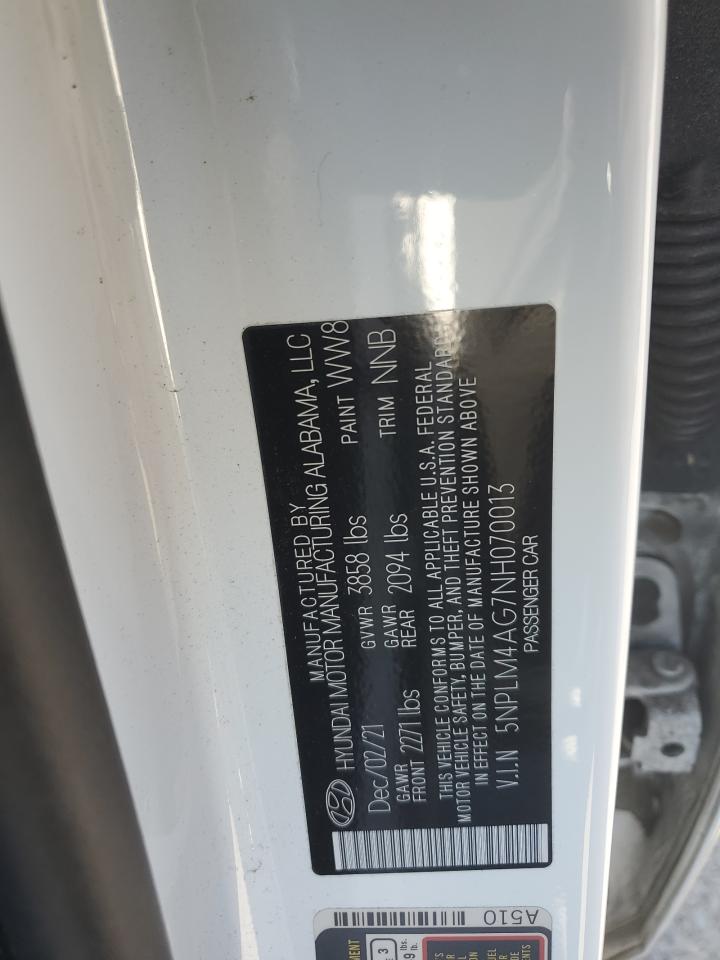 MANUFACTURED BY
HYUNDAI MOTOR MANUFACTURING ALABAMA, LLC
Dec/02/21 GVWR 3858 lbs PAINT WW8
GAWR FRONT 2271 lbs GAWR REAR 2094 lbs TRIM NNB
THIS VEHICLE CONFORMS TO ALL APPLICABLE U.S.A. FEDERAL
MOTOR VEHICLE SAFETY, BUMPER, AND THEFT PREVENTION STANDARDS
IN EFFECT ON THE DATE OF MANUFACTURE SHOWN ABOVE
V.I.N 5NPLM4AG7NH070013
PASSENGER CAR
A510
3
lbs.